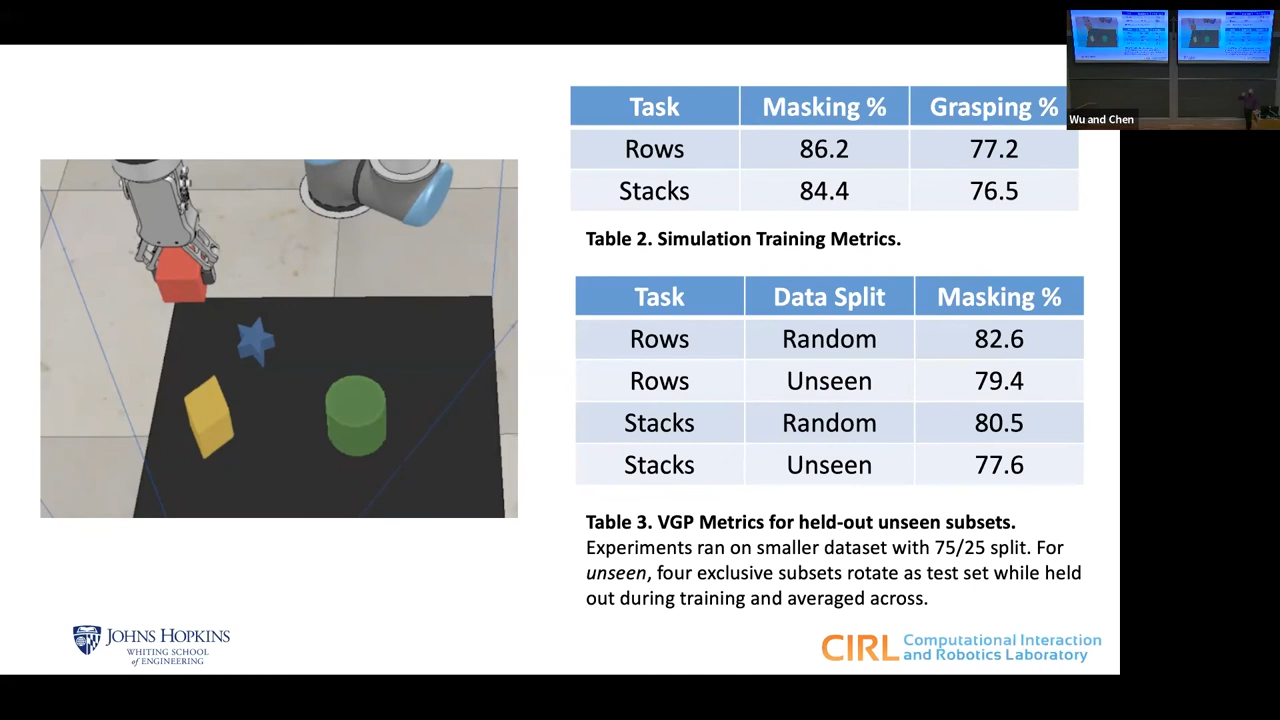 Task Masking % Grasping %
Rows 86.2 77.2
Stacks 84.4 76.5
Table 2. Simulation Training Metrics.
Task Data Split Masking %
Rows Random 82.6
Rows Unseen 79.4
Stacks Random 80.5
Stacks Unseen 77.6
Table 3. VGP Metrics for held-out unseen subsets.
Experiments ran on smaller dataset with 75/25 split. For
unseen, four exclusive subsets rotate as test set while held
out during training and averaged across.
Wu and Chen
JOHNS HOPKINS
WHITING SCHOOL
of ENGINEERING
CIRL Computational Interaction
and Robotics Laboratory